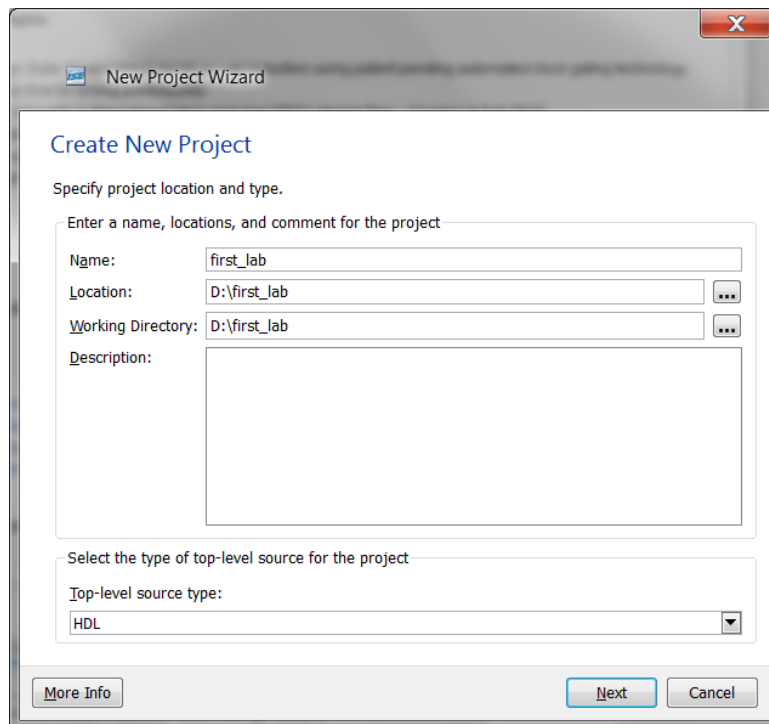 ISE New Project Wizard
Create New Project
Specify project location and type.
Enter a name, locations, and comment for the project
Name: first_lab
Location: D:\first_lab ...
Working Directory: D:\first_lab ...
Description:
Select the type of top-level source for the project
Top-level source type:
HDL
More Info Next Cancel